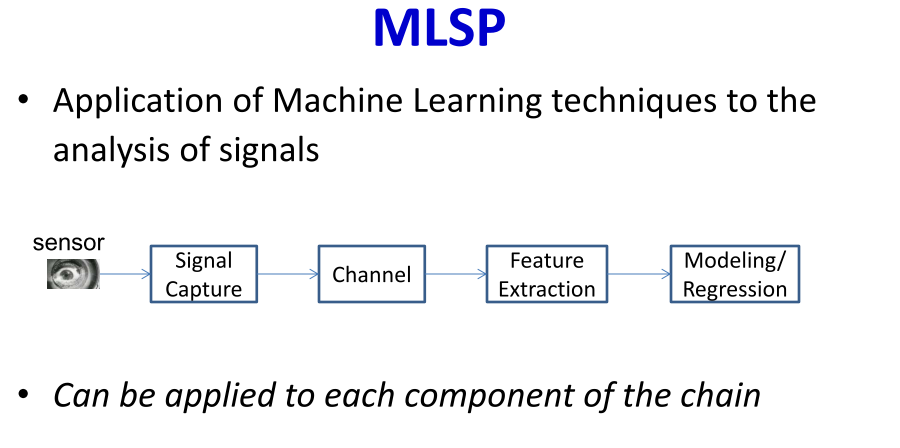 MLSP
• Application of Machine Learning techniques to the
analysis of signals
sensor
Signal
Capture
Channel
Feature
Extraction
Modeling/
Regression
• Can be applied to each component of the chain